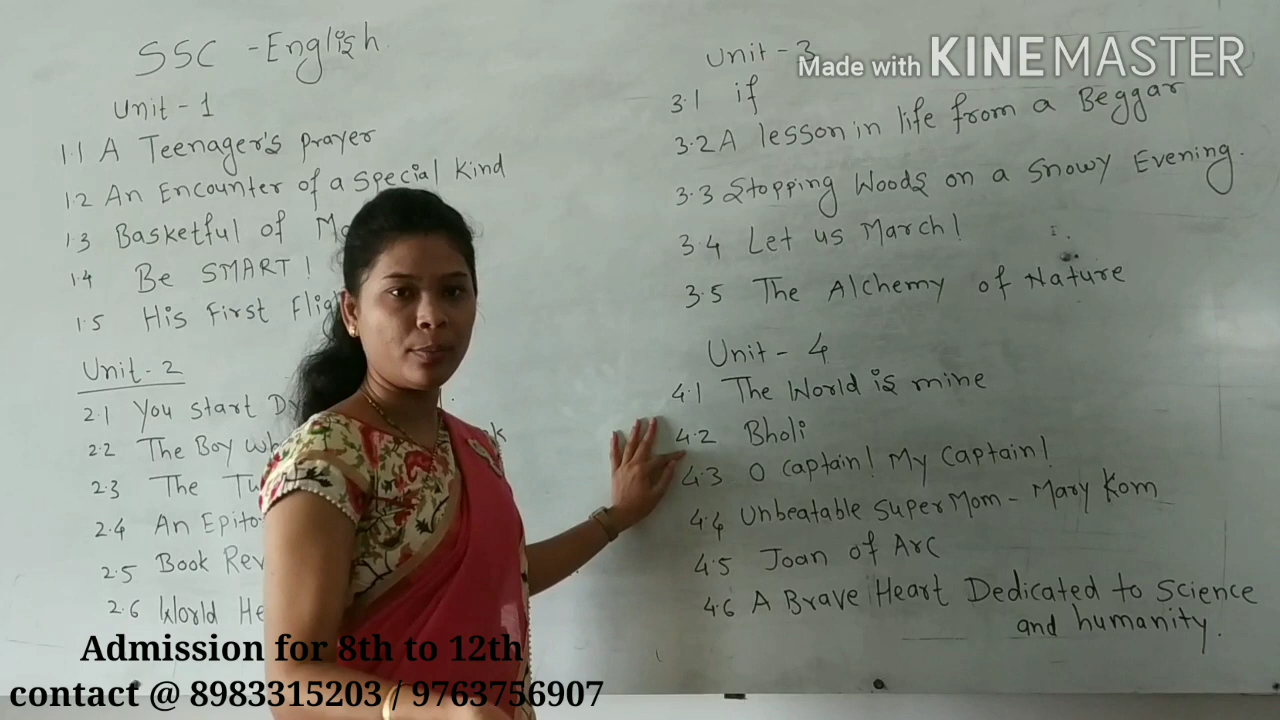 SSC - English
Unit - 1
1.1 A Teenager's prayer
1.2 An Encounter of a special Kind
1.3 Basketful of
1.4 Be SMART!
1.5 His First
Unit - 2
2.1 You start
2.2 The Boy
2.3 The
2.4 An
2.5 Book
2.6 World
Unit - 3
Made with KINEMASTER
3.1 if
3.2 A lesson in life from a Beggar
3.3 Stopping Woods on a Snowy Evening.
3.4 Let us March!
3.5 The Alchemy of Nature
Unit - 4
4.1 The World is mine
4.2 Bholi
4.3 O captain! My Captain!
4.4 Unbeatable super Mom - Mary Kom
4.5 Joan of Arc
4.6 A Brave Heart Dedicated to Science
and humanity.
Admission for 8th to 12th
contact @ 8983315203 / 9763756907